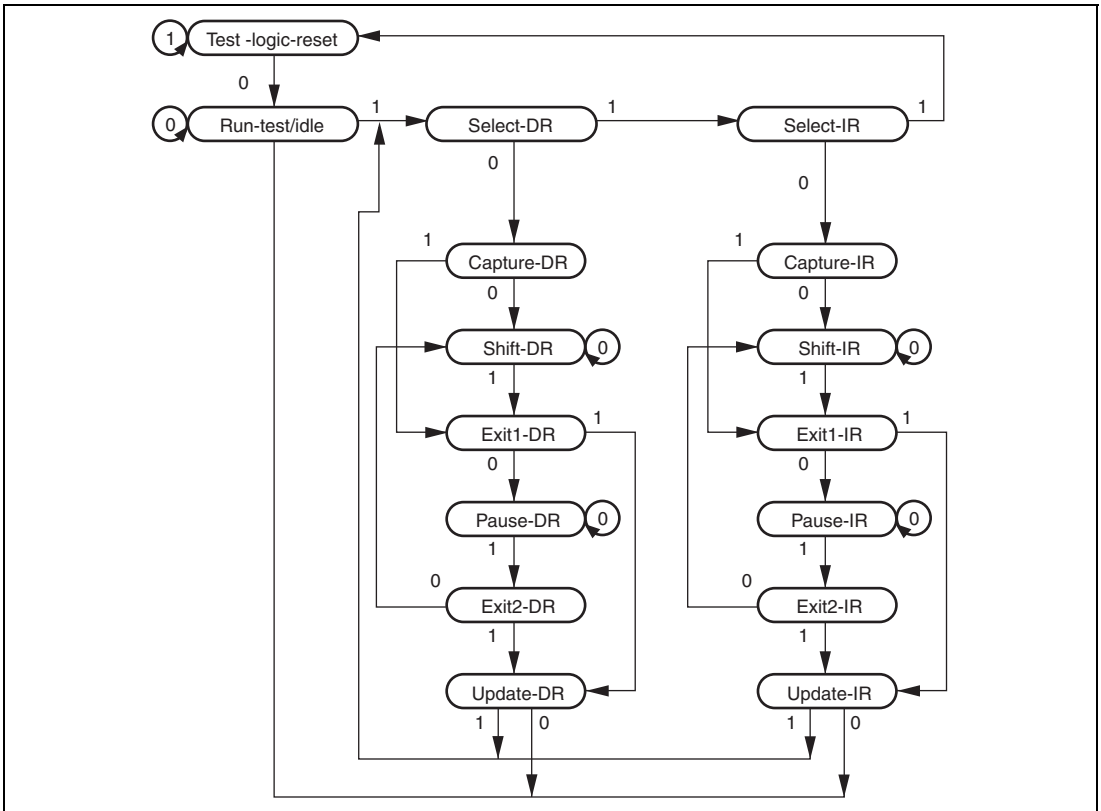 1 Test -logic-reset
0
0 Run-test/idle 1 Select-DR 1 Select-IR 1
0 0
1 Capture-DR 1 Capture-IR
0 0
Shift-DR 0 Shift-IR 0
1 1
Exit1-DR 1 Exit1-IR 1
0 0
Pause-DR 0 Pause-IR 0
1 1
0 Exit2-DR 0 Exit2-IR
1 1
Update-DR Update-IR
1 0 1 0